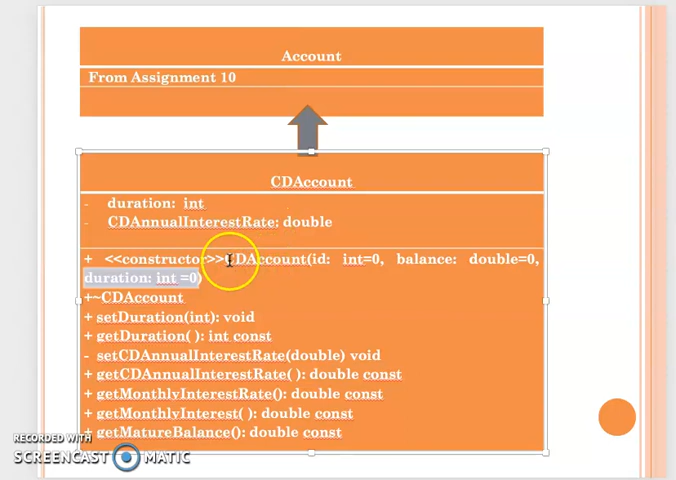 Account
From Assignment 10
CDAccount
- duration: int
- CDAnnualInterestRate: double
+ <<constructor>>CDAccount(id: int=0, balance: double=0,
duration: int =0)
+~CDAccount
+ setDuration(int): void
+ getDuration( ): int const
- setCDAnnualInterestRate(double) void
+ getCDAnnualInterestRate( ): double const
+ getMonthlyInterestRate(): double const
+ getMonthlyInterest( ): double const
+ getMatureBalance(): double const
RECORDED WITH
SCREENCAST MATIC